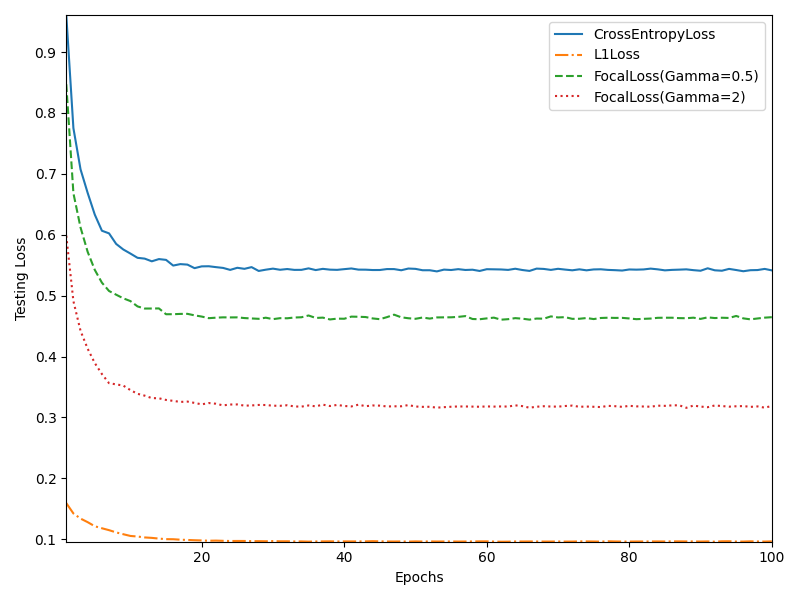 CrossEntropyLoss
L1Loss
FocalLoss(Gamma=0.5)
FocalLoss(Gamma=2)
Testing Loss
0.9
0.8
0.7
0.6
0.5
0.4
0.3
0.2
0.1
20 40 60 80 100
Epochs